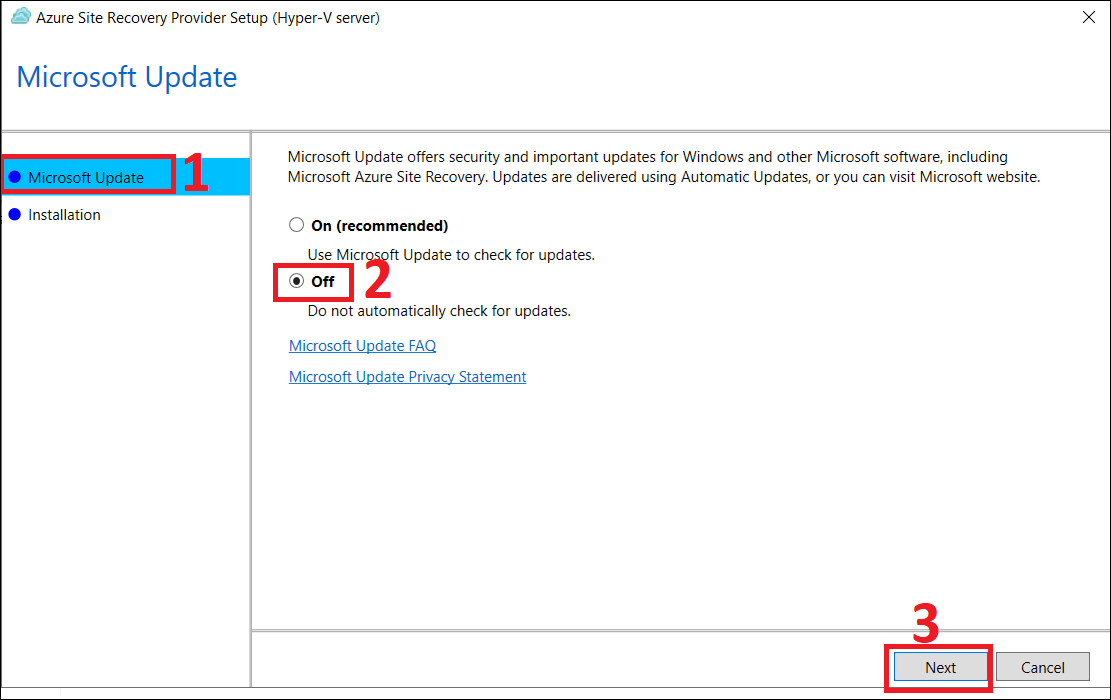 Azure Site Recovery Provider Setup (Hyper-V server)
Microsoft Update
Microsoft Update 1
Installation
Microsoft Update offers security and important updates for Windows and other Microsoft software, including
Microsoft Azure Site Recovery. Updates are delivered using Automatic Updates, or you can visit Microsoft website.
On (recommended)
Use Microsoft Update to check for updates.
Off 2
Do not automatically check for updates.
Microsoft Update FAQ
Microsoft Update Privacy Statement
3
Next Cancel